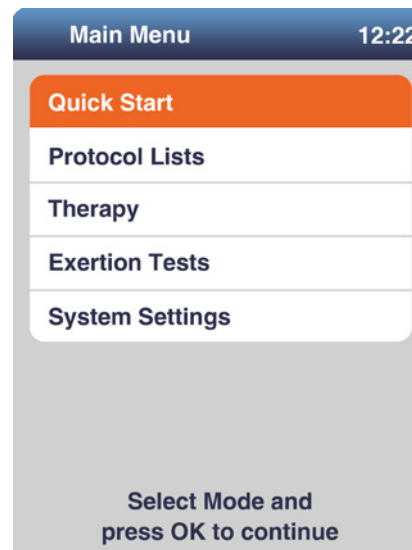 Main Menu 12:22
Quick Start
Protocol Lists
Therapy
Exertion Tests
System Settings
Select Mode and
press OK to continue